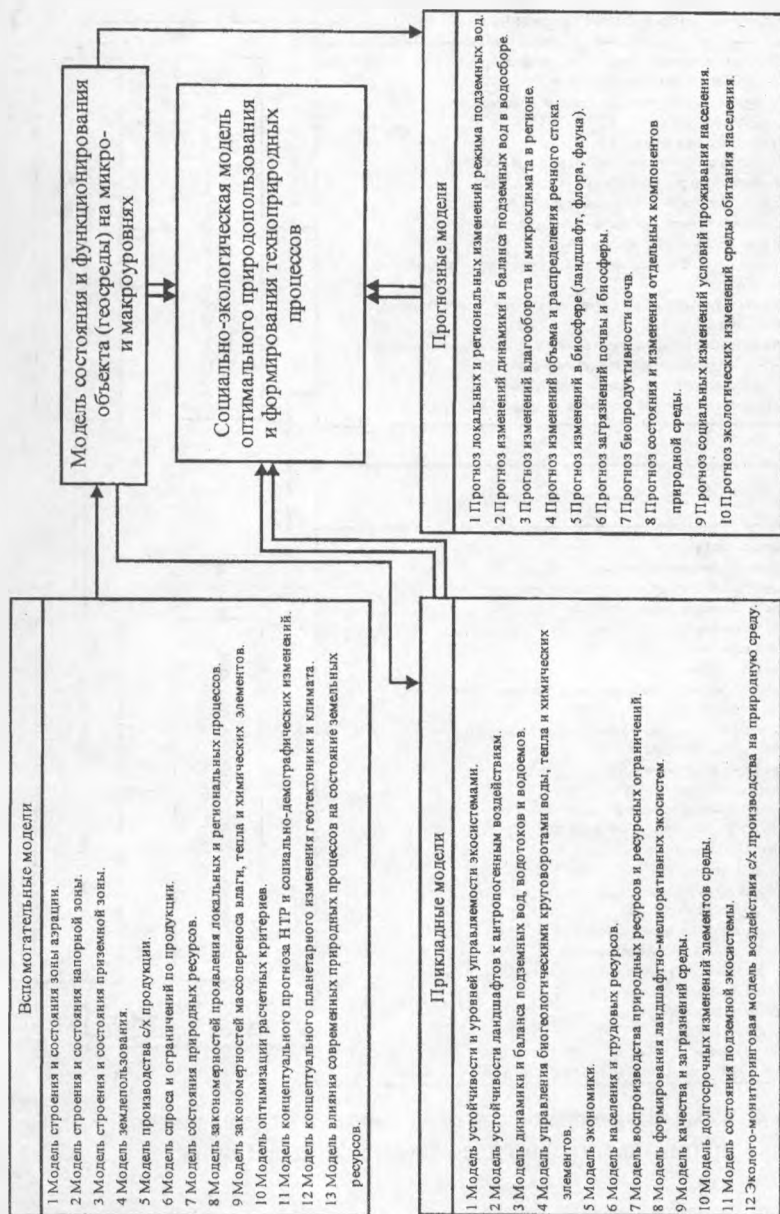 Вспомогательные модели
1 Модель строения и состояния зоны аэрации.
2 Модель строения и состояния напорной зоны.
3 Модель строения и состояния приземной зоны.
4 Модель землепользования.
5 Модель производства с/х продукции.
6 Модель спроса и ограничений по продукции.
7 Модель состояния природных ресурсов.
8 Модель закономерностей проявления локальных и региональных процессов.
9 Модель закономерностей массопереноса влаги, тепла и химических элементов.
10 Модель оптимизации расчетных критериев.
11 Модель концептуального прогноза НТР и социально-демографических изменений.
12 Модель концептуального планетарного изменения геотектоники и климата.
13 Модель влияния современных природных процессов на состояние земельных
ресурсов.
Модель состояния и функционирования
объекта (геосреды) на микро-
и макроуровнях
Социально-экологическая модель
оптимального природопользования
и формирования техноприродных
процессов
Прикладные модели
1 Модель устойчивости и уровней управляемости экосистемами.
2 Модель устойчивости ландшафтов к антропогенным воздействиям.
3 Модель динамики и баланса подземных вод, водотоков и водоемов.
4 Модель управления биогеологическими круговоротами воды, тепла и химических
элементов.
5 Модель экономики.
6 Модель населения и трудовых ресурсов.
7 Модель воспроизводства природных ресурсов и ресурсных ограничений.
8 Модель формирования ландшафтно-мелиоративных экосистем.
9 Модель качества и загрязнений среды.
10 Модель долгосрочных изменений элементов среды.
11 Модель состояния подземной экосистемы.
12 Эколого-мониторинговая модель воздействия с/х производства на природную среду.
Прогнозные модели
1 Прогноз локальных и региональных изменений режима подземных вод.
2 Прогноз изменений динамики и баланса подземных вод в водосборе.
3 Прогноз изменений влагооборота и микроклимата в регионе.
4 Прогноз изменений объема и распределения речного стока.
5 Прогноз изменений в биосфере (ландшафт, флора, фауна).
6 Прогноз загрязнений почвы и биосферы.
7 Прогноз биопродуктивности почв.
8 Прогноз состояния и изменения отдельных компонентов
природной среды.
9 Прогноз социальных изменений условий проживания населения.
10 Прогноз экологических изменений среды обитания населения.